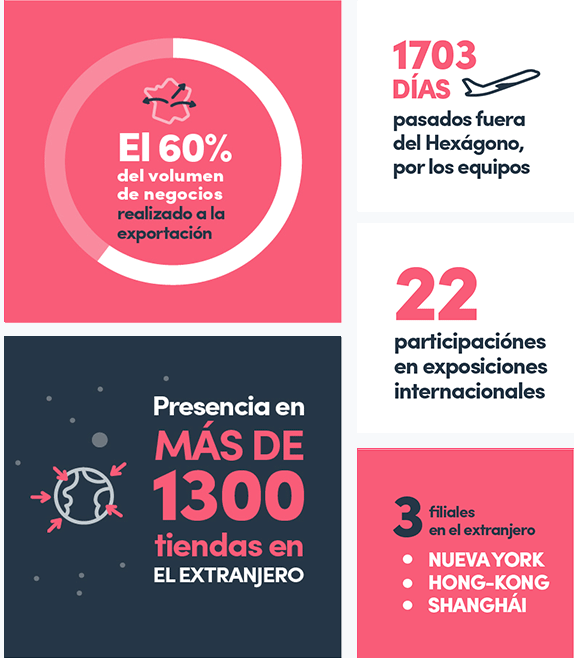 El 60%
del volumen
de negocios
realizado a la
exportación
1703
DÍAS
pasados fuera
del Hexágono,
por los equipos
22
participaciónes
en exposiciones
internacionales
Presencia en
MÁS DE
1300
tiendas en
EL EXTRANJERO
3 filiales
en el extranjero
• NUEVA YORK
• HONG-KONG
• SHANGHÁI